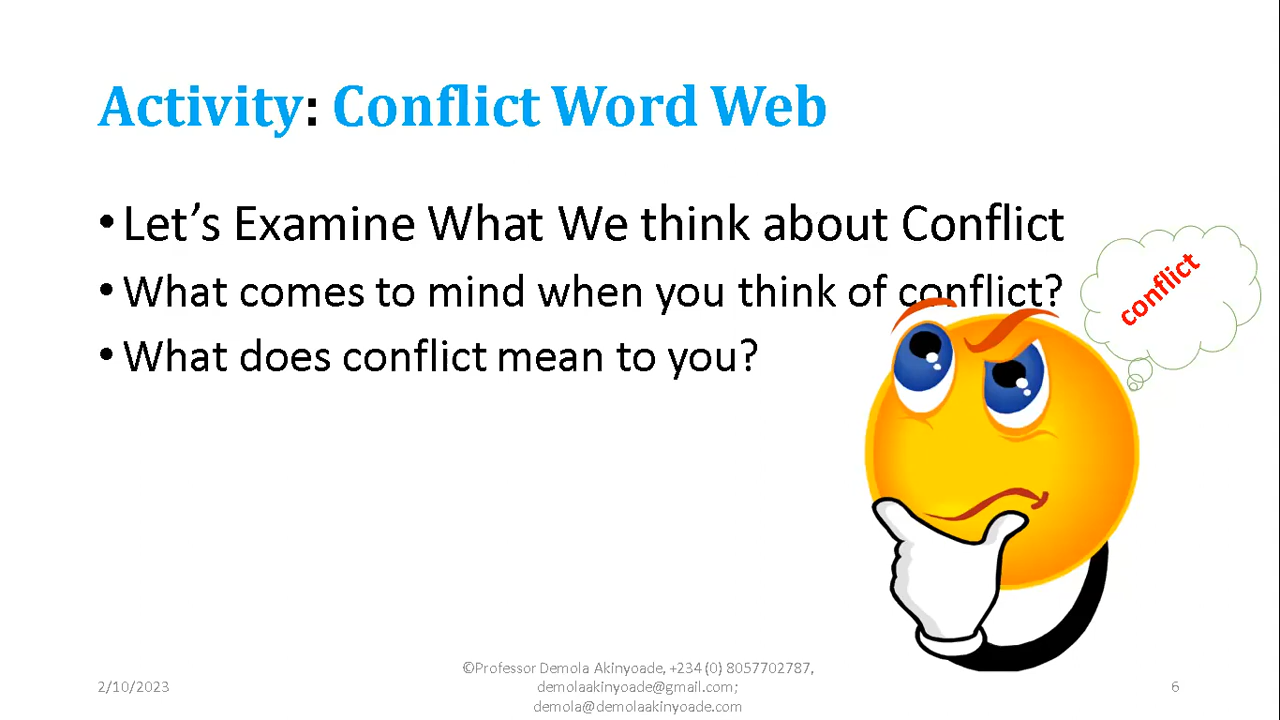 Activity: Conflict Word Web
•Let’s Examine What We think about Conflict
•What comes to mind when you think of conflict?
•What does conflict mean to you?
conflict
2/10/2023
©Professor Demola Akinyoade, +234 (0) 8057702787,
demolaakinyoade@gmail.com;
demola@demolaakinyoade.com
6